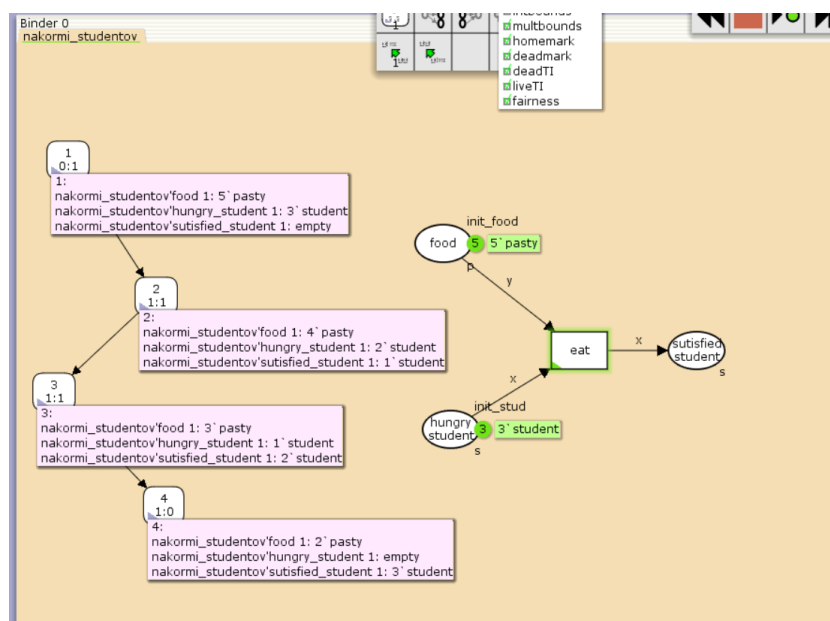 Binder 0
nakormi_studentov
multbounds
homemark
deadmark
deadTI
liveTI
fairness
1
0:1
1:
nakormi_studentov'food 1: 5`pasty
nakormi_studentov'hungry_student 1: 3`student
nakormi_studentov'sutisfied_student 1: empty
2
1:1
2:
nakormi_studentov'food 1: 4`pasty
nakormi_studentov'hungry_student 1: 2`student
nakormi_studentov'sutisfied_student 1: 1`student
3
1:1
3:
nakormi_studentov'food 1: 3`pasty
nakormi_studentov'hungry_student 1: 1`student
nakormi_studentov'sutisfied_student 1: 2`student
4
1:0
4:
nakormi_studentov'food 1: 2`pasty
nakormi_studentov'hungry_student 1: empty
nakormi_studentov'sutisfied_student 1: 3`student
init_food
food
5 5`pasty
p
y
eat
x
sutisfied
student
s
x
init_stud
hungry
student
3 3`student
s